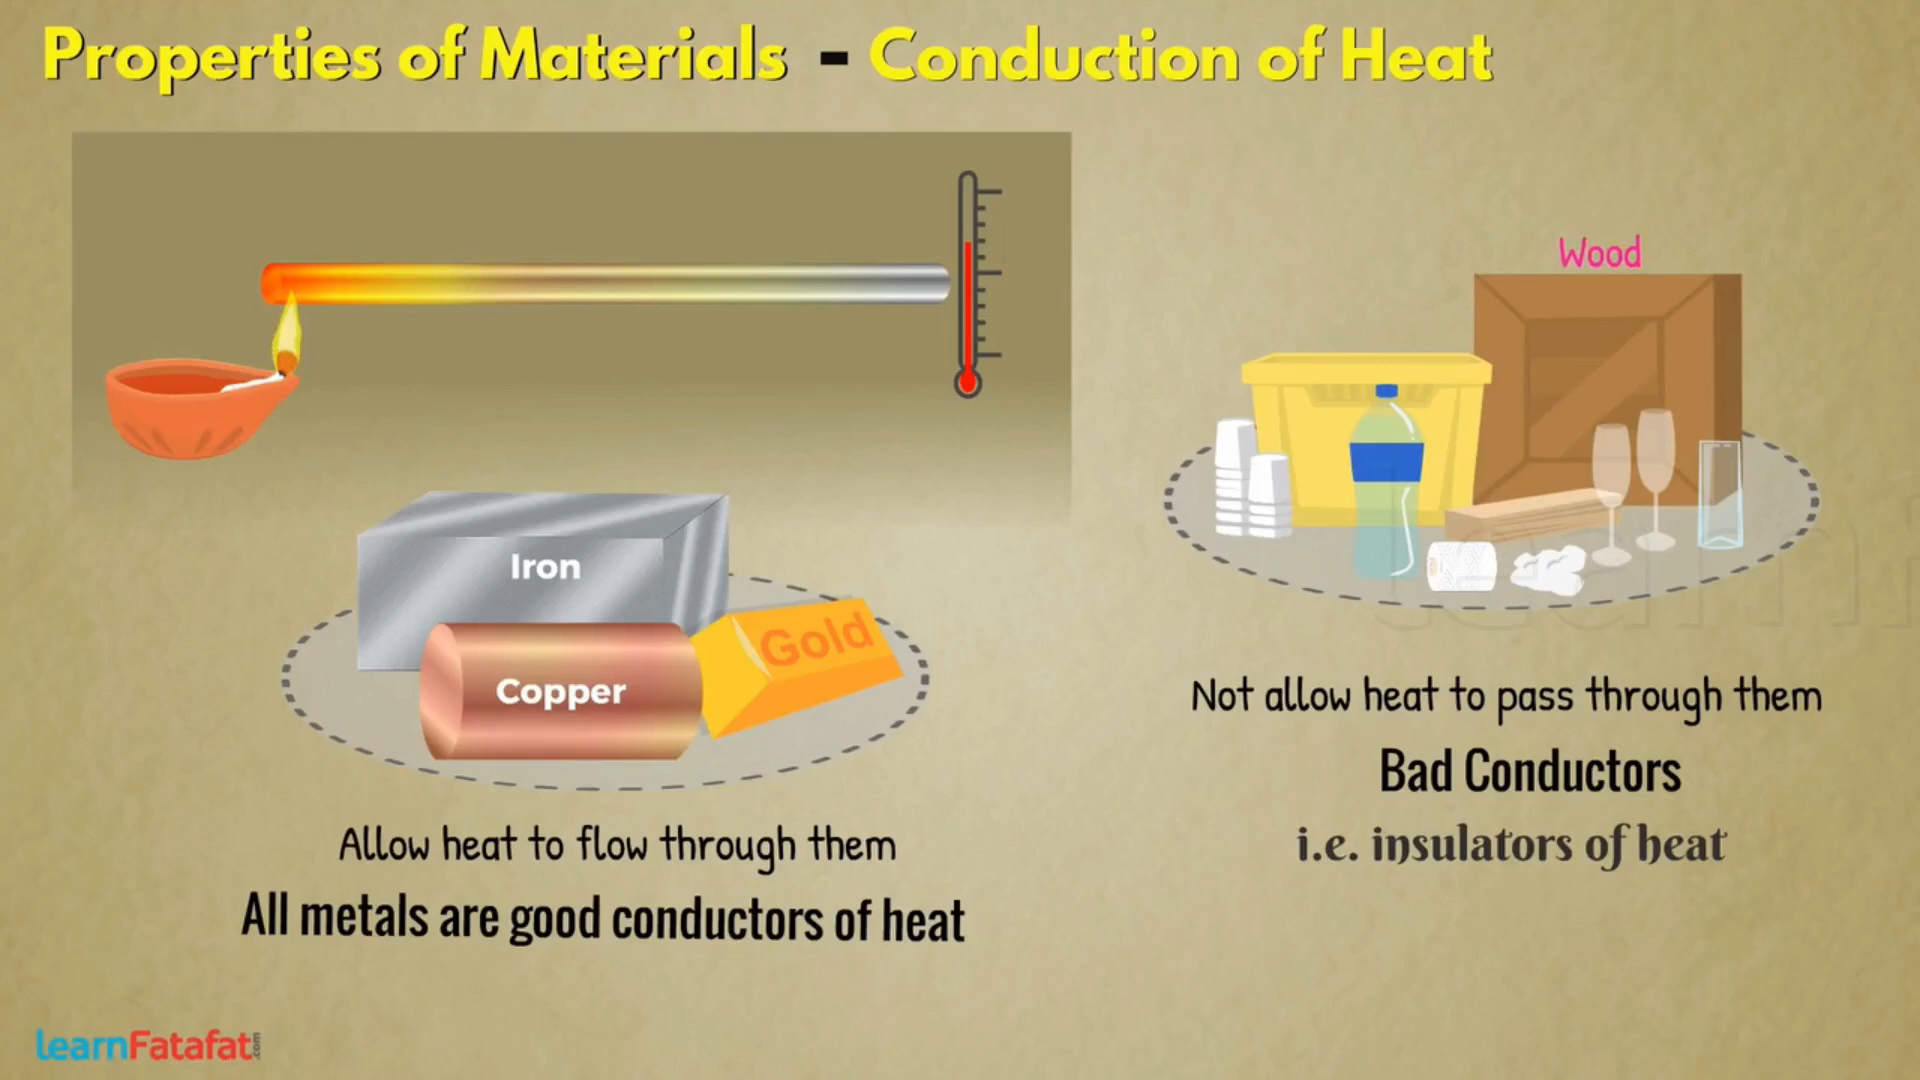 Properties of Materials - Conduction of Heat
Wood
Iron
Copper
Gold
Allow heat to flow through them
All metals are good conductors of heat
Not allow heat to pass through them
Bad Conductors
i.e. insulators of heat
learnFatafat.com